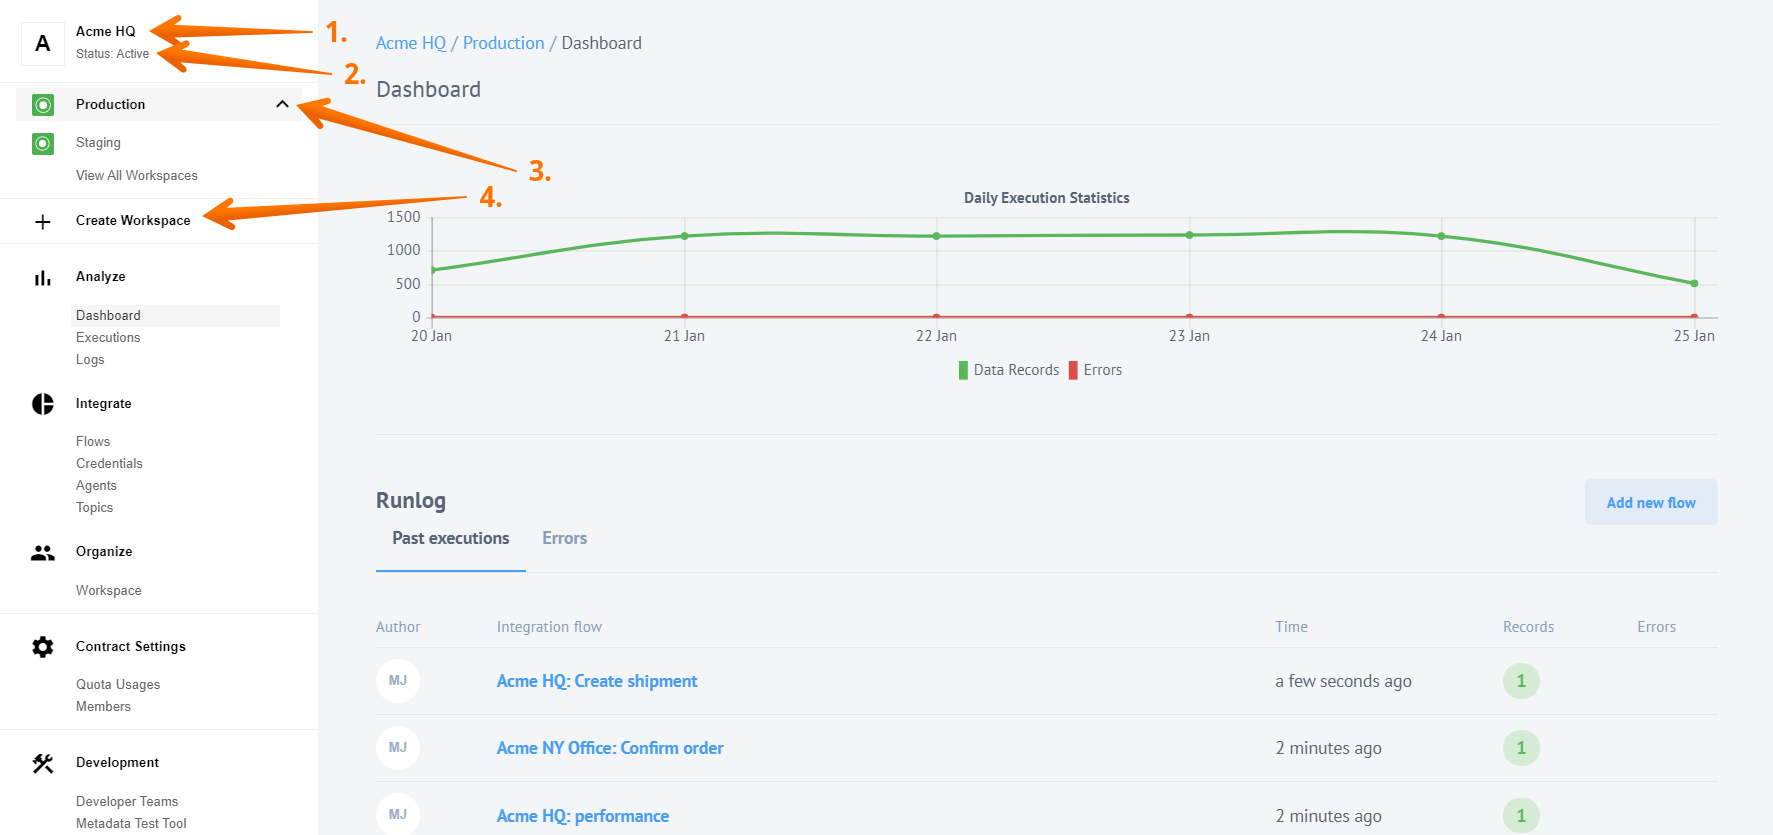 A
Acme HQ
Status: Active
1.
2.
Production
Staging
View All Workspaces
3.
4.
Create Workspace
Analyze
Dashboard
Executions
Logs
Integrate
Flows
Credentials
Agents
Topics
Organize
Workspace
Contract Settings
Quota Usages
Members
Development
Developer Teams
Metadata Test Tool
Acme HQ / Production / Dashboard
Dashboard
Daily Execution Statistics
1500
1000
500
0
20 Jan 21 Jan 22 Jan 23 Jan 24 Jan 25 Jan
Data Records Errors
Runlog
Add new flow
Past executions Errors
Author Integration flow Time Records Errors
MJ Acme HQ: Create shipment a few seconds ago 1
MJ Acme NY Office: Confirm order 2 minutes ago 1
MJ Acme HQ: performance 2 minutes ago 1